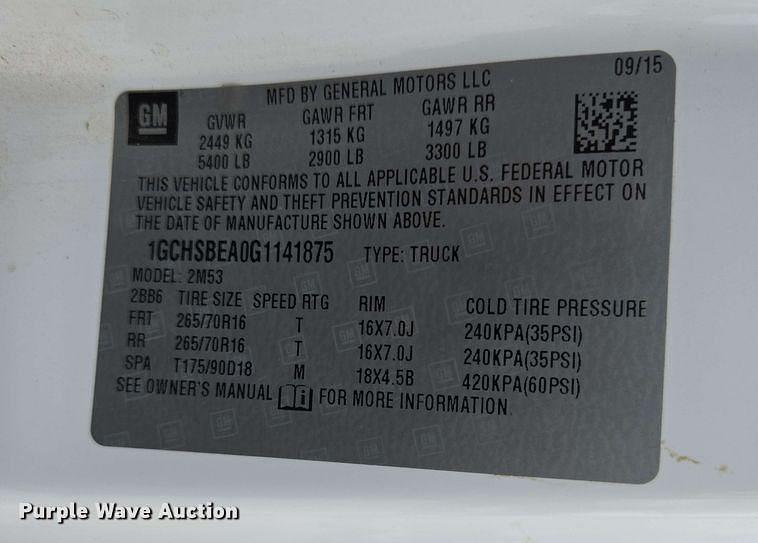 GM
MFD BY GENERAL MOTORS LLC 09/15
GVWR GAWR FRT GAWR RR
2449 KG 1315 KG 1497 KG
5400 LB 2900 LB 3300 LB
THIS VEHICLE CONFORMS TO ALL APPLICABLE U.S. FEDERAL MOTOR
VEHICLE SAFETY AND THEFT PREVENTION STANDARDS IN EFFECT ON
THE DATE OF MANUFACTURE SHOWN ABOVE.
1GCHSBEA0G1141875 TYPE: TRUCK
MODEL: 2M53
2BB6 TIRE SIZE SPEED RTG RIM COLD TIRE PRESSURE
FRT 265/70R16 T 16X7.0J 240KPA(35PSI)
RR 265/70R16 T 16X7.0J 240KPA(35PSI)
SPA T175/90D18 M 18X4.5B 420KPA(60PSI)
SEE OWNER'S MANUAL i FOR MORE INFORMATION.
Purple Wave Auction